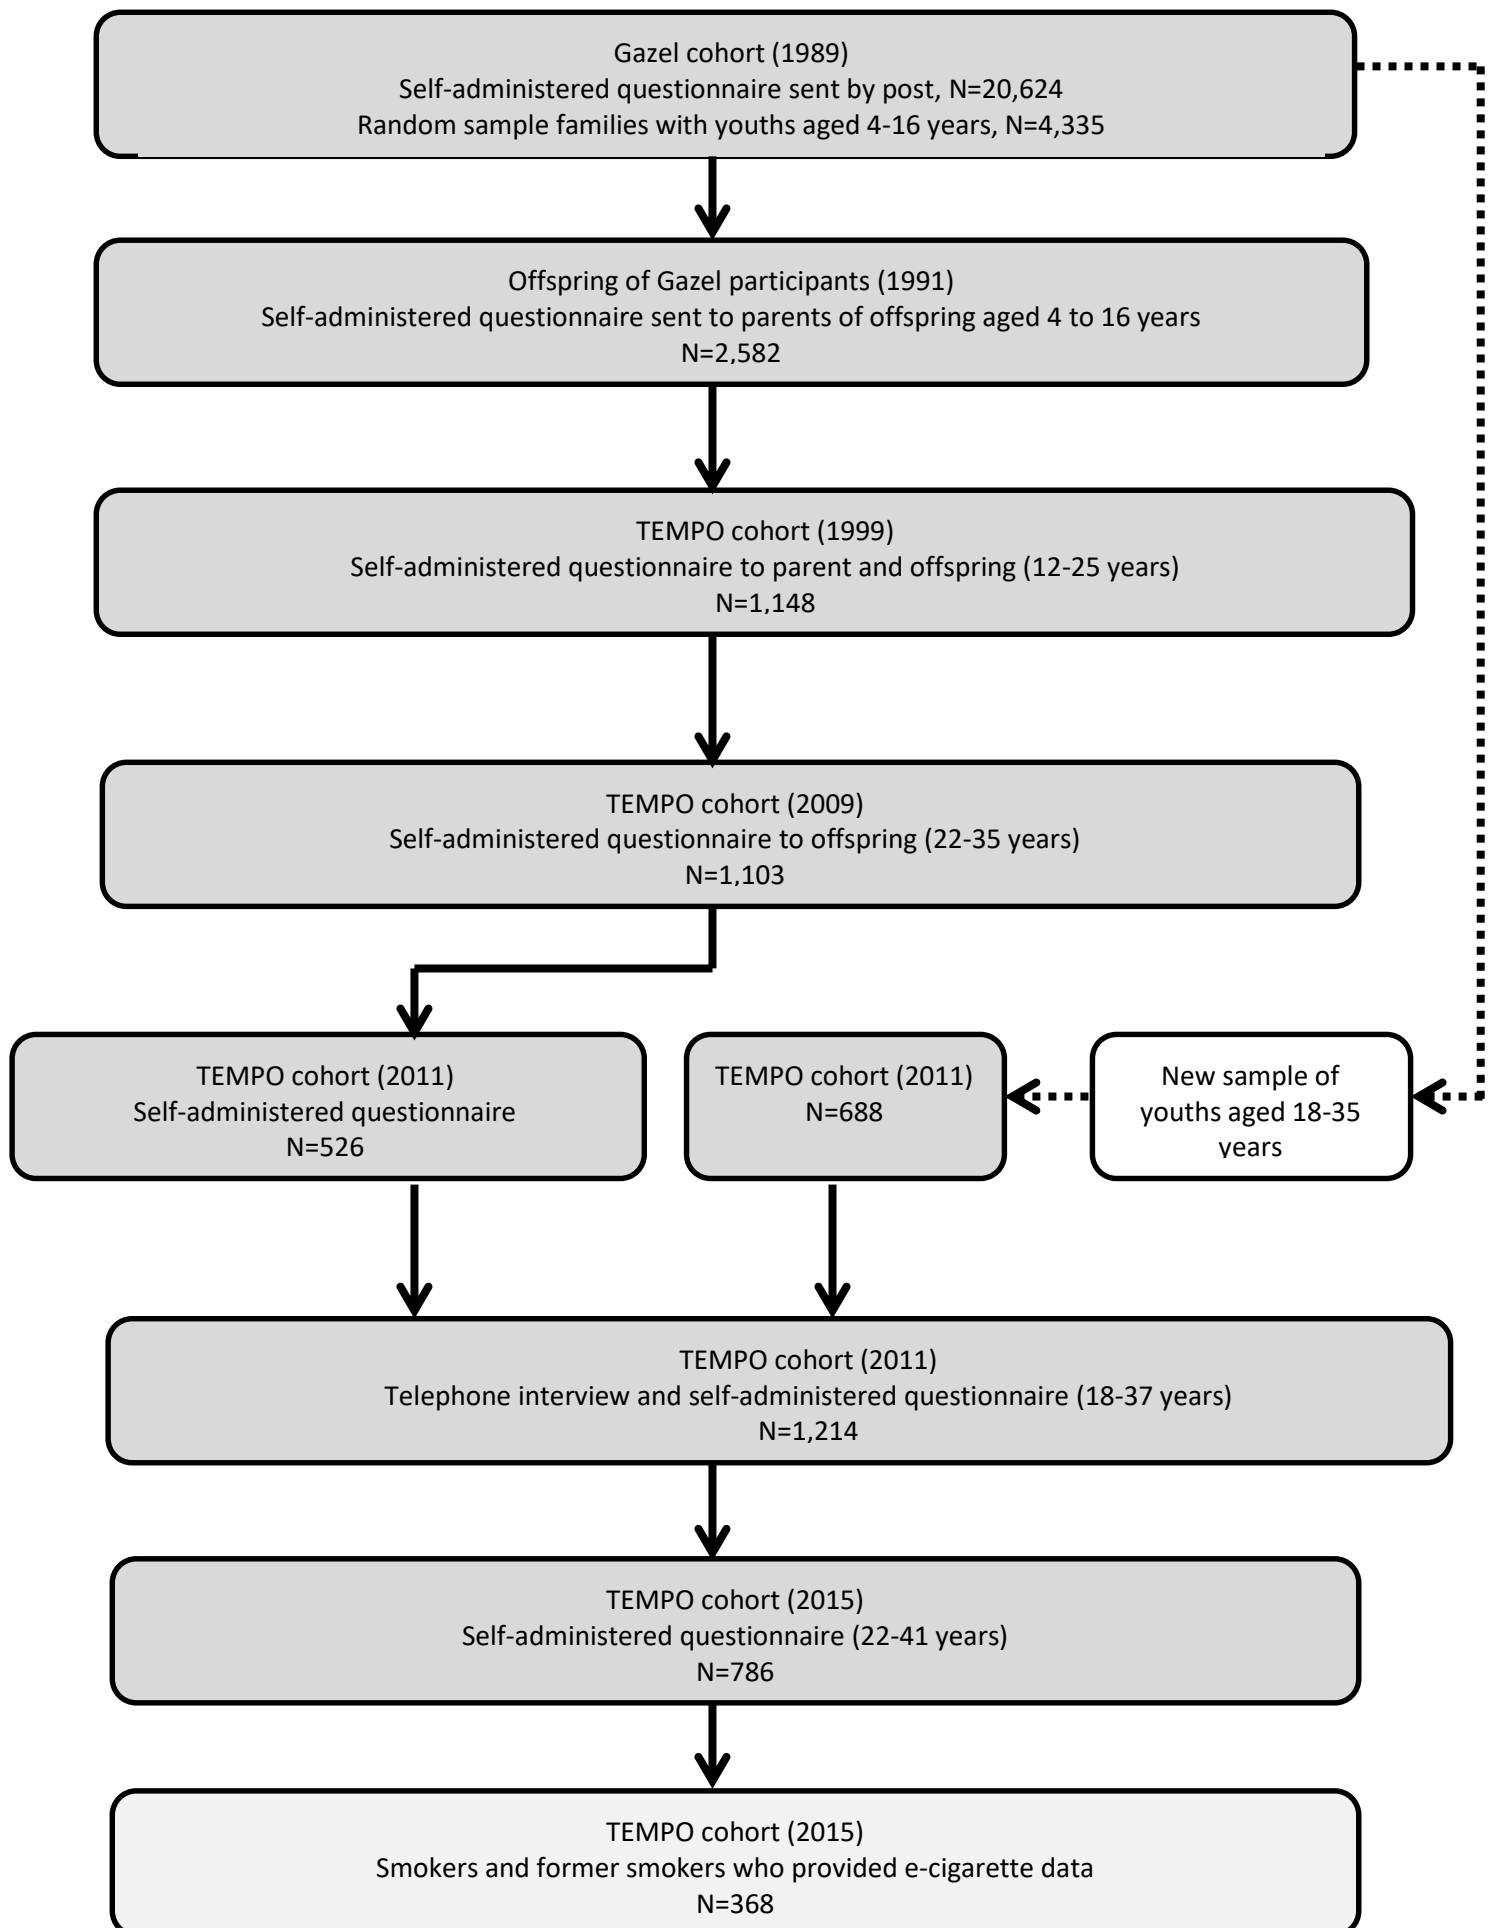 Gazel cohort (1989)
Self-administered questionnaire sent by post, N=20,624
Random sample families with youths aged 4-16 years, N=4,335
Offspring of Gazel participants (1991)
Self-administered questionnaire sent to parents of offspring aged 4 to 16 years
N=2,582
TEMPO cohort (1999)
Self-administered questionnaire to parent and offspring (12-25 years)
N=1,148
TEMPO cohort (2009)
Self-administered questionnaire to offspring (22-35 years)
N=1,103
TEMPO cohort (2011)
Self-administered questionnaire
N=526
TEMPO cohort (2011)
N=688
New sample of
youths aged 18-35
years
TEMPO cohort (2011)
Telephone interview and self-administered questionnaire (18-37 years)
N=1,214
TEMPO cohort (2015)
Self-administered questionnaire (22-41 years)
N=786
TEMPO cohort (2015)
Smokers and former smokers who provided e-cigarette data
N=368